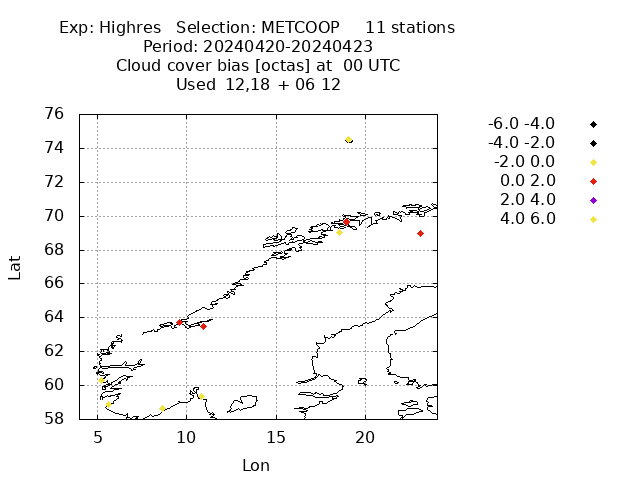 Exp: Highres Selection: METCOOP 11 stations
Period: 20240420-20240423
Cloud cover bias [octas] at 00 UTC
Used 12,18 + 06 12
76
74
72
70
68
66
64
62
60
58
5 10 15 20
Lat
Lon
-6.0 -4.0
-4.0 -2.0
-2.0 0.0
0.0 2.0
2.0 4.0
4.0 6.0